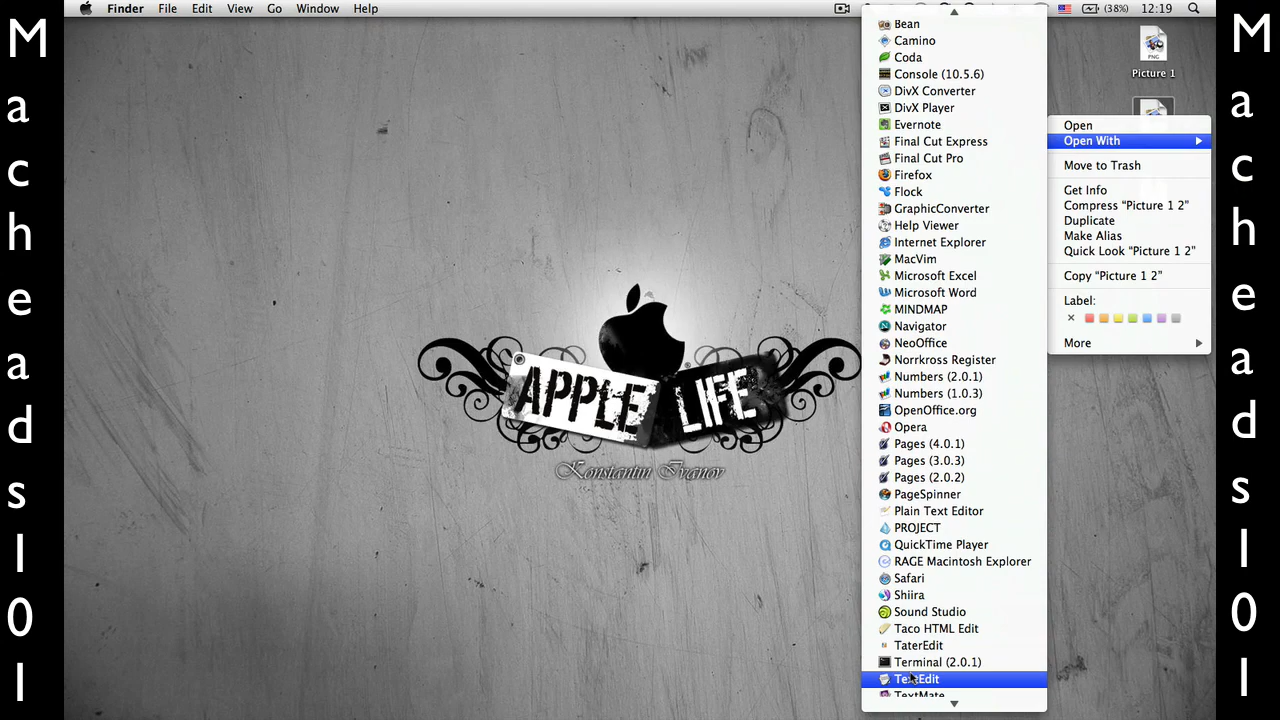 Finder File Edit View Go Window Help
(38%) 12:19
M
a
c
h
e
a
d
s
1
0
1
PNG
Picture 1
APPLE LIFE
Konstantin Ivanov
Bean
Camino
Coda
Console (10.5.6)
DivX Converter
DivX Player
Evernote
Final Cut Express
Final Cut Pro
Firefox
Flock
GraphicConverter
Help Viewer
Internet Explorer
MacVim
Microsoft Excel
Microsoft Word
MINDMAP
Navigator
NeoOffice
Norrkross Register
Numbers (2.0.1)
Numbers (1.0.3)
OpenOffice.org
Opera
Pages (4.0.1)
Pages (3.0.3)
Pages (2.0.2)
PageSpinner
Plain Text Editor
PROJECT
QuickTime Player
RAGE Macintosh Explorer
Safari
Shiira
Sound Studio
Taco HTML Edit
TaterEdit
Terminal (2.0.1)
TextEdit
TextMate
Open
Open With
Move to Trash
Get Info
Compress “Picture 1 2”
Duplicate
Make Alias
Quick Look “Picture 1 2”
Copy “Picture 1 2”
Label:
More
M
a
c
h
e
a
d
s
1
0
1